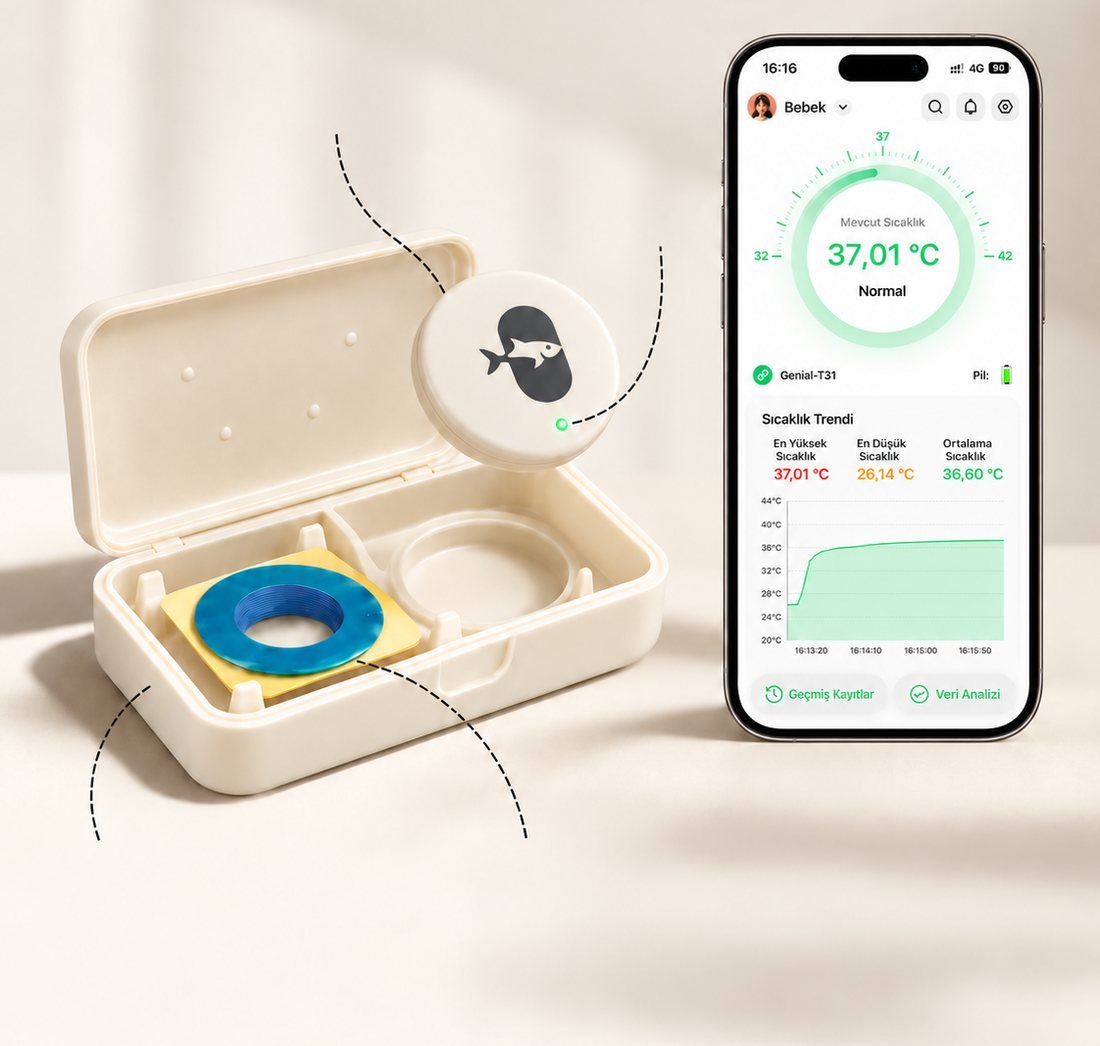 16:16
4G 90
Bebek
37
32
42
Mevcut Sıcaklık
37,01 °C
Normal
Genial-T31
Pil:
Sıcaklık Trendi
En Yüksek
Sıcaklık
37,01 °C
En Düşük
Sıcaklık
26,14 °C
Ortalama
Sıcaklık
36,60 °C
44°C
40°C
36°C
32°C
28°C
24°C
20°C
16:13:20
16:14:10
16:15:00
16:15:50
Geçmiş Kayıtlar
Veri Analizi